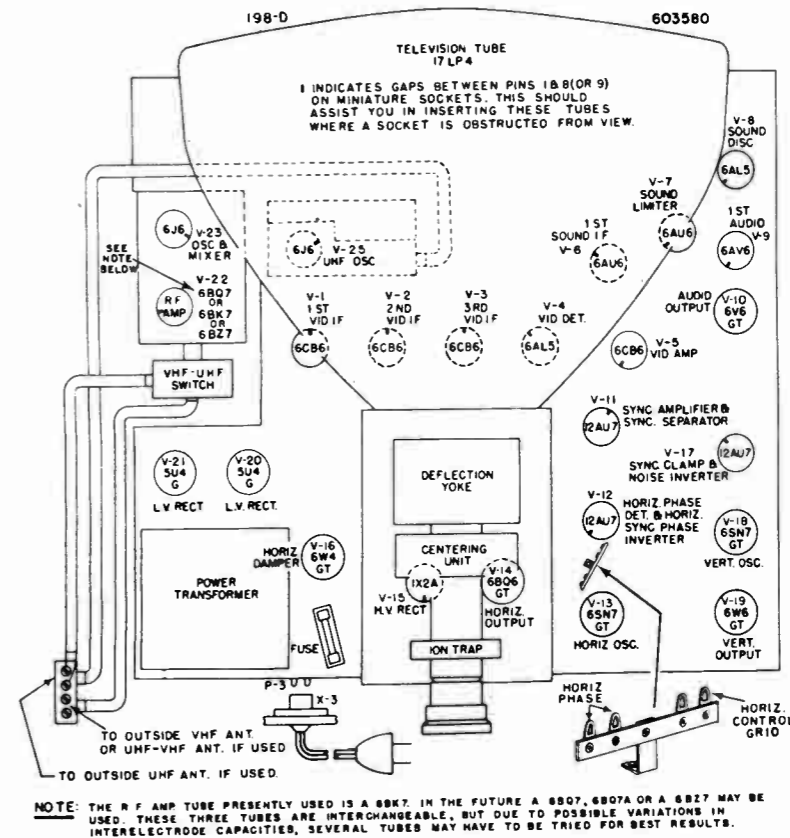 198-D
603580
TELEVISION TUBE
17LP4
INDICATES GAPS BETWEEN PINS 1&8(OR 9)
ON MINIATURE SOCKETS. THIS SHOULD
ASSIST YOU IN INSERTING THESE TUBES
WHERE A SOCKET IS OBSTRUCTED FROM VIEW.
V-8
SOUND
DISC
6AL5
V-7
SOUND
LIMITER
6AU6
1ST
SOUND IF
V-6
6AU6
1ST
AUDIO
V-9
6AV6
6J6
V-23
OSC &
MIXER
SEE
NOTE
BELOW
V-22
6BQ7
OR
6BK7
OR
6BZ7
RF
AMP
6J6
V-25
UHF OSC
AUDIO
OUTPUT
V-10
6V6
GT
V-1
1ST
VID IF
6CB6
V-2
2ND
VID IF
6CB6
V-3
3RD
VID IF
6CB6
V-4
VID DET.
6AL5
6CB6
V-5
VID AMP
VHF-UHF
SWITCH
V-11
12AU7
SYNC AMPLIFIER &
SYNC. SEPARATOR
V-17
12AU7
SYNC CLAMP &
NOISE INVERTER
V-21
5U4
G
L.V. RECT
V-20
5U4
G
L.V. RECT.
DEFLECTION
YOKE
V-12
12AU7
HORIZ. PHASE
DET. & HORIZ.
SYNC PHASE
INVERTER
V-18
6SN7
GT
VERT. OSC.
HORIZ
DAMPER
V-16
6W4
GT
CENTERING
UNIT
POWER
TRANSFORMER
1X2A
V-15
H.V. RECT
V-14
6BQ6
GT
HORIZ.
OUTPUT
V-13
6SN7
GT
HORIZ OSC.
V-19
6W6
GT
VERT.
OUTPUT
FUSE
ION TRAP
P-3
X-3
HORIZ
PHASE
HORIZ.
CONTROL
GRID
TO OUTSIDE VHF ANT.
OR UHF-VHF ANT. IF USED
TO OUTSIDE UHF ANT. IF USED.
NOTE: THE R F AMP. TUBE PRESENTLY USED IS A 6BK7. IN THE FUTURE A 6BQ7, 6BQ7A OR A 6BZ7 MAY BE
USED. THESE THREE TUBES ARE INTERCHANGEABLE, BUT DUE TO POSSIBLE VARIATIONS IN
INTERELECTRODE CAPACITIES, SEVERAL TUBES MAY HAVE TO BE TRIED FOR BEST RESULTS.